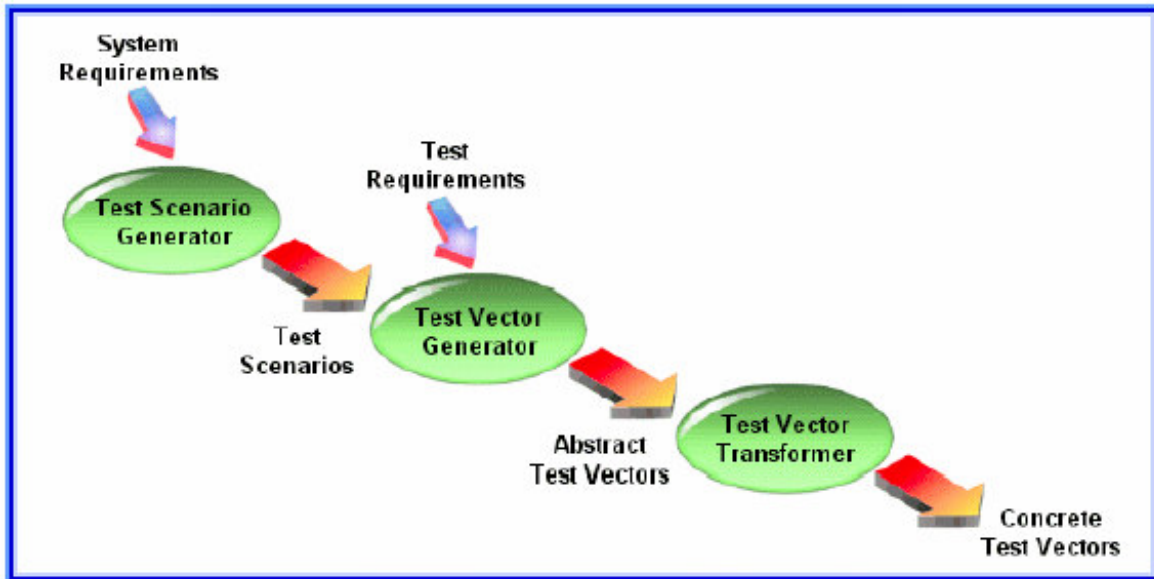 System
Requirements
Test
Requirements
Test Scenario
Generator
Test
Scenarios
Test Vector
Generator
Abstract
Test Vectors
Test Vector
Transformer
Concrete
Test Vectors